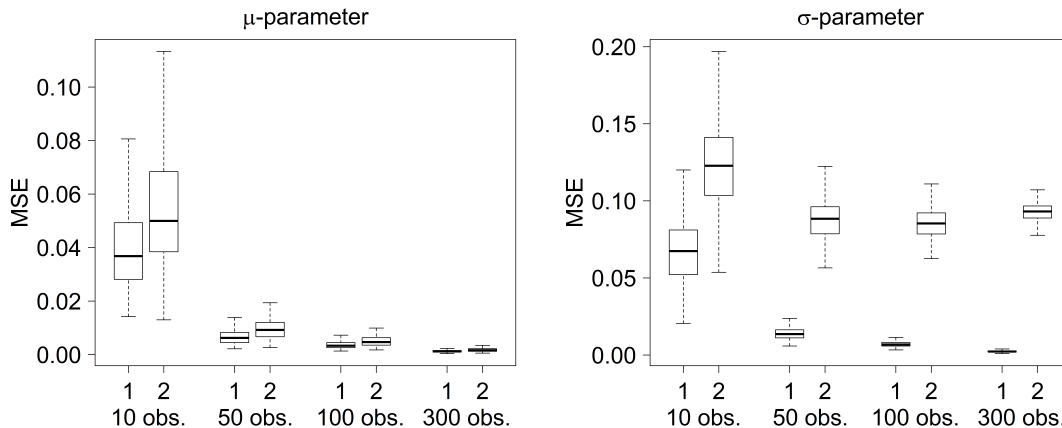 μ-parameter
MSE
0.10
0.08
0.06
0.04
0.02
0.00
1 2 1 2 1 2 1 2
10 obs. 50 obs. 100 obs. 300 obs.
σ-parameter
MSE
0.20
0.15
0.10
0.05
0.00
1 2 1 2 1 2 1 2
10 obs. 50 obs. 100 obs. 300 obs.